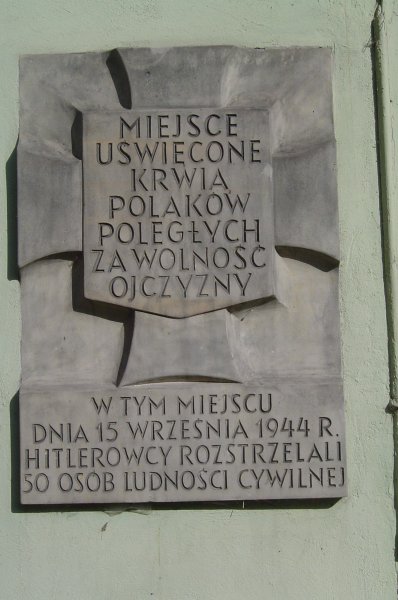 MIEJSCE
UŚWIĘCONE
KRWIĄ
POLAKÓW
POLEGŁYCH
ZA WOLNOŚĆ
OJCZYZNY
W TYM MIEJSCU
DNIA 15 WRZEŚNIA 1944 R.
HITLEROWCY ROZSTRZELALI
50 OSÓB LUDNOŚCI CYWILNEJ